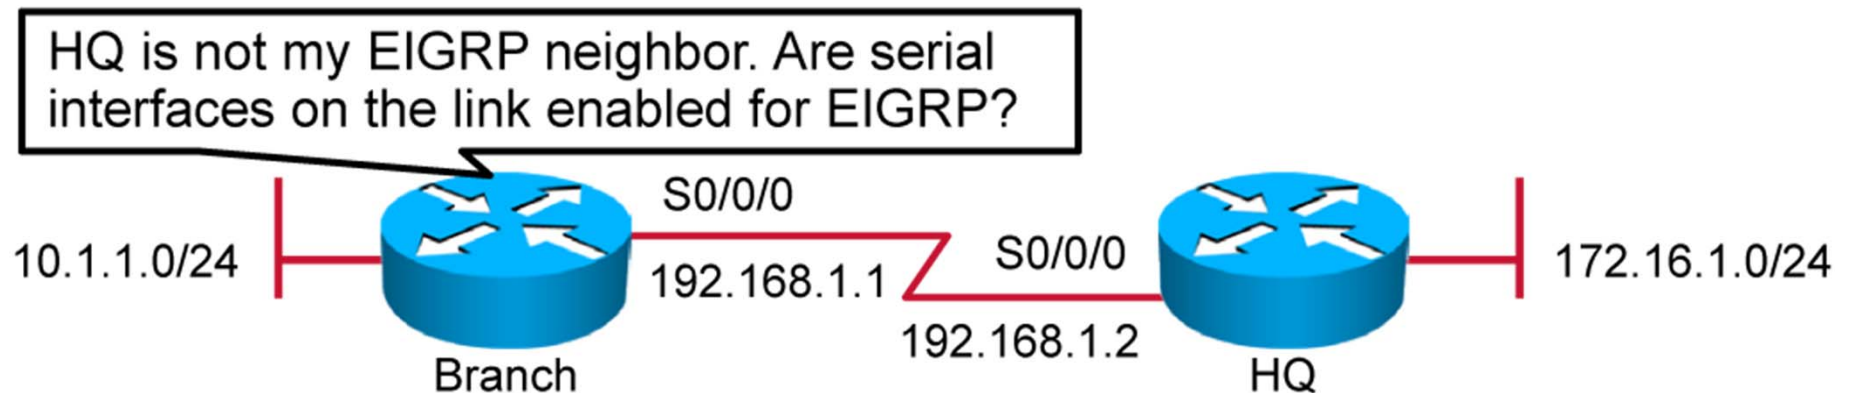 HQ is not my EIGRP neighbor. Are serial
interfaces on the link enabled for EIGRP?
S0/0/0
10.1.1.0/24
192.168.1.1
S0/0/0
172.16.1.0/24
192.168.1.2
Branch
HQ